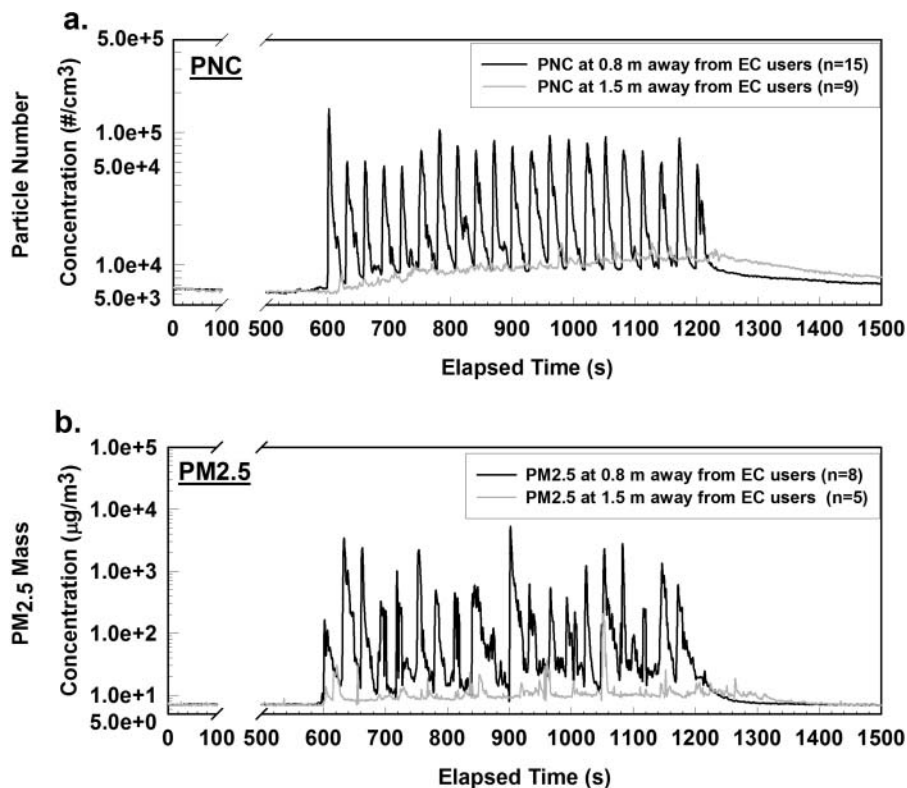 a.
PNC
PNC at 0.8 m away from EC users (n=15)
PNC at 1.5 m away from EC users (n=9)
Particle Number
Concentration (#/cm3)
5.0e+5
1.0e+5
5.0e+4
1.0e+4
5.0e+3
0 100 500 600 700 800 900 1000 1100 1200 1300 1400 1500
Elapsed Time (s)
b.
PM2.5
PM2.5 at 0.8 m away from EC users (n=8)
PM2.5 at 1.5 m away from EC users (n=5)
PM2.5 Mass
Concentration (µg/m3)
1.0e+5
1.0e+4
1.0e+3
1.0e+2
1.0e+1
5.0e+0
0 100 500 600 700 800 900 1000 1100 1200 1300 1400 1500
Elapsed Time (s)